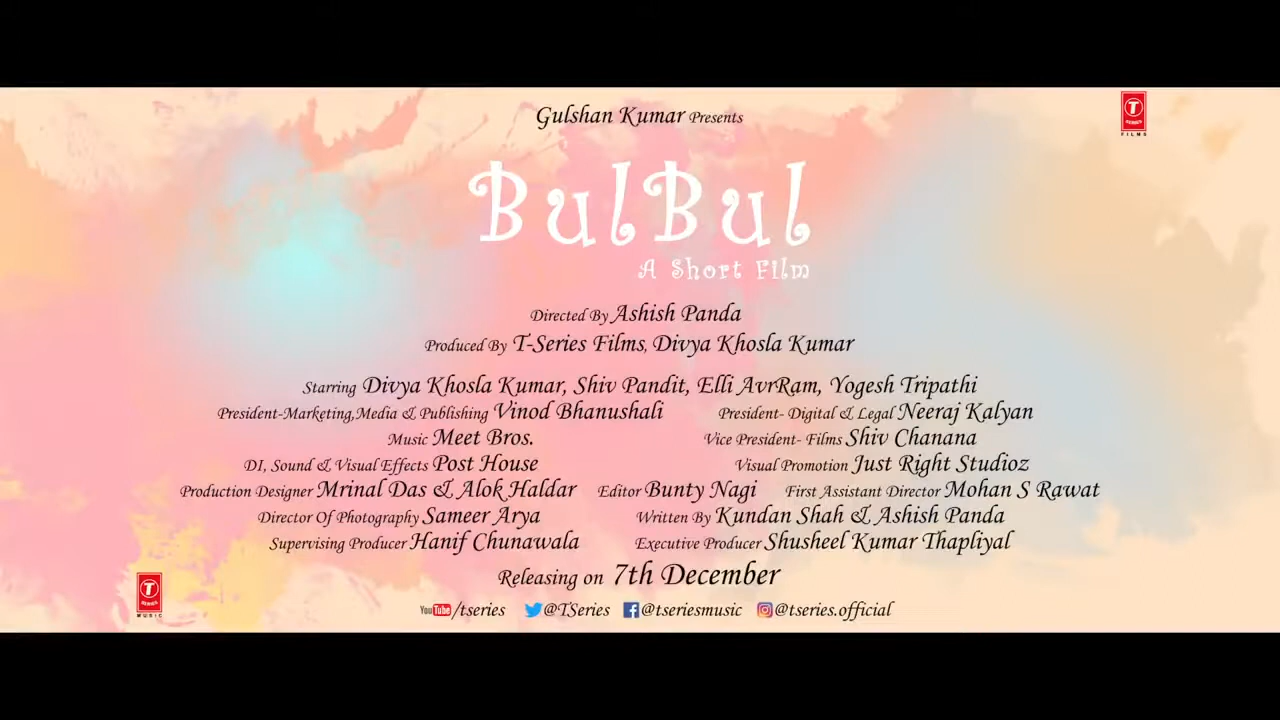 Gulshan Kumar Presents
T
SERIES
FILMS
BulBul
A Short Film
Directed By Ashish Panda
Produced By T-Series Films, Divya Khosla Kumar
Starring Divya Khosla Kumar, Shiv Pandit, Elli AvrRam, Yogesh Tripathi
President-Marketing,Media & Publishing Vinod Bhanushali President- Digital & Legal Neeraj Kalyan
Music Meet Bros. Vice President- Films Shiv Chanana
DI, Sound & Visual Effects Post House Visual Promotion Just Right Studioz
Production Designer Mrinal Das & Alok Haldar Editor Bunty Nagi First Assistant Director Mohan S Rawat
Director Of Photography Sameer Arya Written By Kundan Shah & Ashish Panda
Supervising Producer Hanif Chunawala Executive Producer Shusheel Kumar Thapliyal
Releasing on 7th December
T
SERIES
MUSIC
YouTube/tseries @TSeries @tseriesmusic @tseries.official